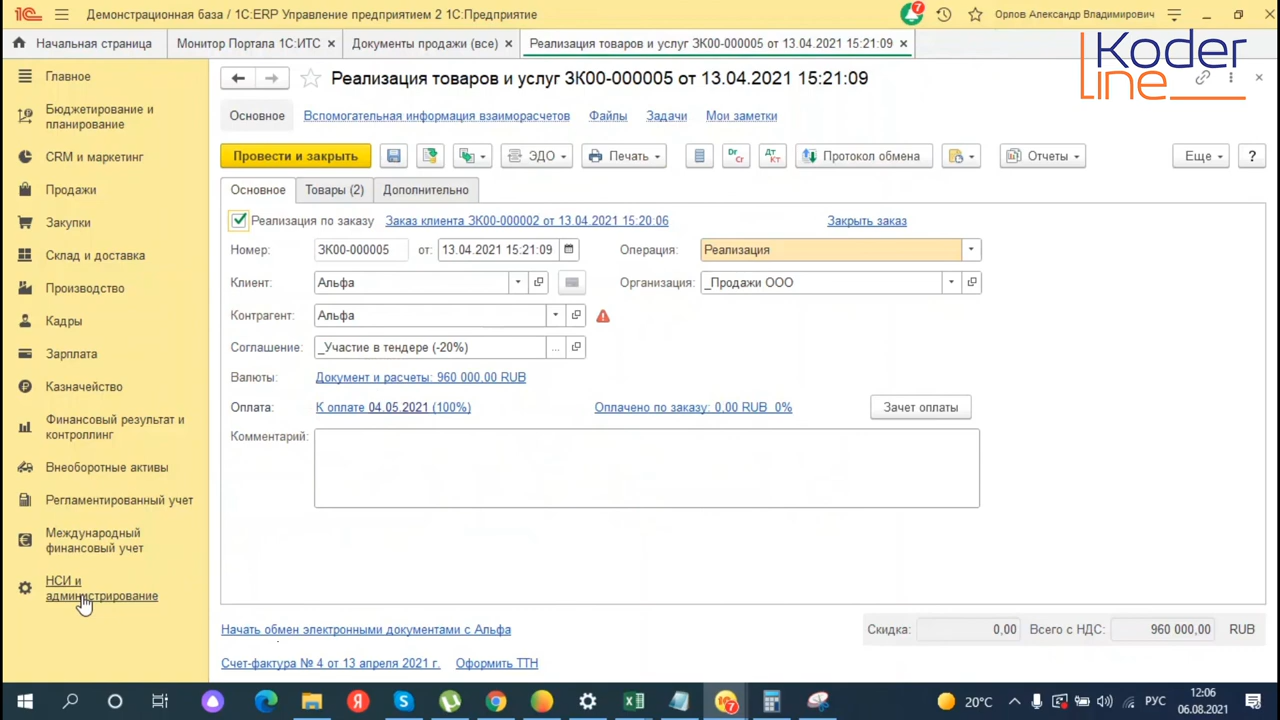 Демонстрационная база / 1С:ERP Управление предприятием 2 1С:Предприятие
7
Орлов Александр Владимирович
Начальная страница
Монитор Портала 1С:ИТС ×
Документы продажи (все) ×
Реализация товаров и услуг ЗК00-000005 от 13.04.2021 15:21:09 ×
Koder
line
Главное
Бюджетирование и
планирование
CRM и маркетинг
Продажи
Закупки
Склад и доставка
Производство
Кадры
Зарплата
Казначейство
Финансовый результат и
контроллинг
Внеоборотные активы
Регламентированный учет
Международный
финансовый учет
НСИ и
администрирование
Реализация товаров и услуг ЗК00-000005 от 13.04.2021 15:21:09
Основное Вспомогательная информация взаиморасчетов Файлы Задачи Мои заметки
Провести и закрыть ЭДО Печать Dr Cr Дт Кт Протокол обмена Отчеты Еще ?
Основное Товары (2) Дополнительно
Реализация по заказу Заказ клиента ЗК00-000002 от 13.04.2021 15:20:06 Закрыть заказ
Номер: ЗК00-000005 от: 13.04.2021 15:21:09 Операция: Реализация
Клиент: Альфа Организация: _Продажи ООО
Контрагент: Альфа
Соглашение: _Участие в тендере (-20%) ...
Валюты: Документ и расчеты: 960 000,00 RUB
Оплата: К оплате 04.05.2021 (100%) Оплачено по заказу: 0,00 RUB 0% Зачет оплаты
Комментарий:
Начать обмен электронными документами с Альфа Скидка: 0,00 Всего с НДС: 960 000,00 RUB
Счет-фактура № 4 от 13 апреля 2021 г. Оформить ТТН
20°C РУС 12:06
06.08.2021